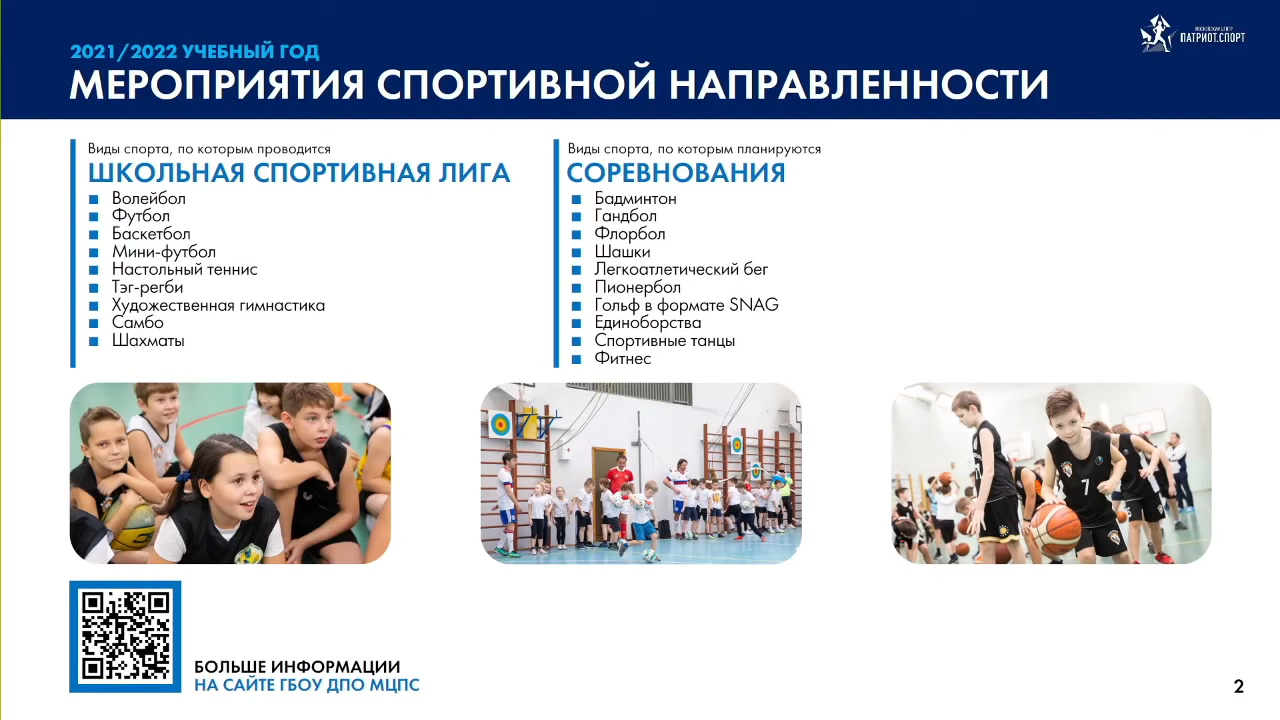 2021/2022 УЧЕБНЫЙ ГОД
МЕРОПРИЯТИЯ СПОРТИВНОЙ НАПРАВЛЕННОСТИ
МОСКОВСКИЙ ЦЕНТР
ПАТРИОТ.СПОРТ
Виды спорта, по которым проводится
ШКОЛЬНАЯ СПОРТИВНАЯ ЛИГА
Волейбол
Футбол
Баскетбол
Мини-футбол
Настольный теннис
Тэг-регби
Художественная гимнастика
Самбо
Шахматы
Виды спорта, по которым планируются
СОРЕВНОВАНИЯ
Бадминтон
Гандбол
Флорбол
Шашки
Легкоатлетический бег
Пионербол
Гольф в формате SNAG
Единоборства
Спортивные танцы
Фитнес
7
БОЛЬШЕ ИНФОРМАЦИИ
НА САЙТЕ ГБОУ ДПО МЦПС
2